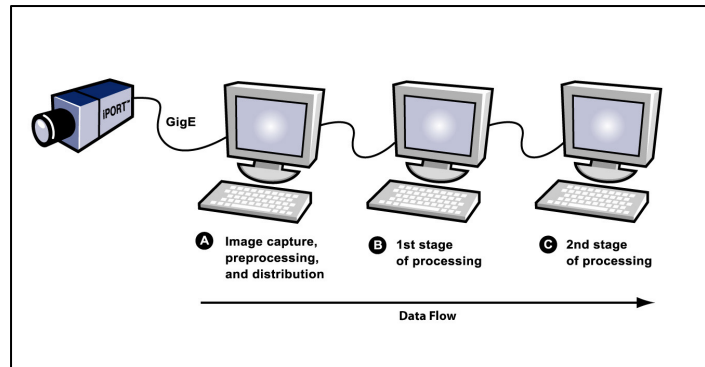 iPORT™
GigE
A Image capture,
preprocessing,
and distribution
B 1st stage
of processing
C 2nd stage
of processing
Data Flow